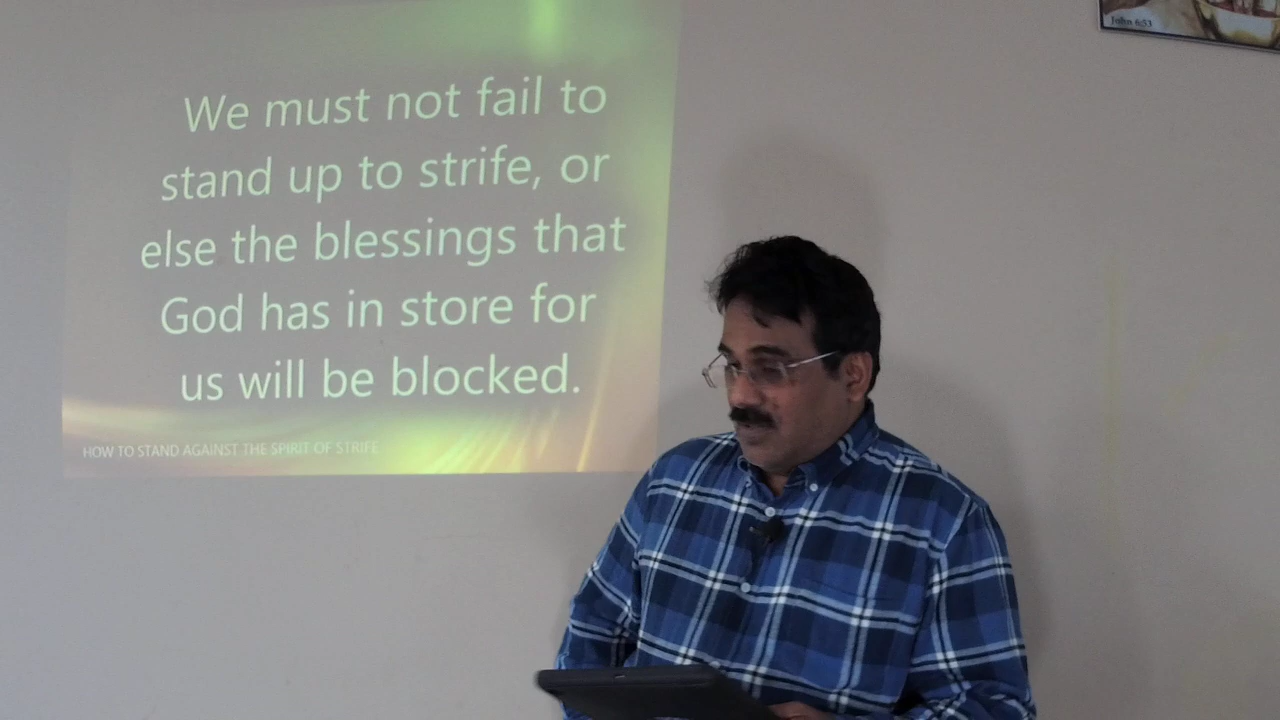 We must not fail to
stand up to strife, or
else the blessings that
God has in store for
us will be blocked.
HOW TO STAND AGAINST THE SPIRIT OF STRIFE
John 6:53